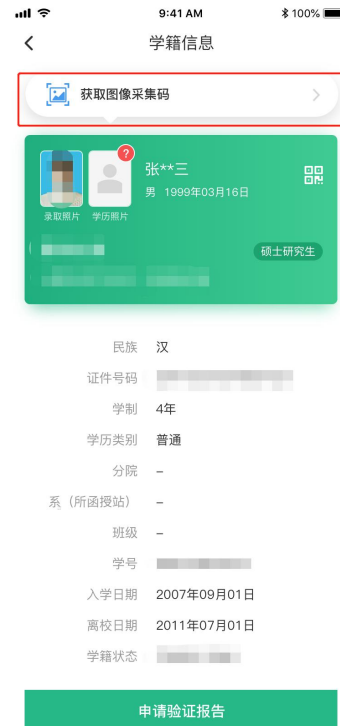 9:41 AM 100%
学籍信息
获取图像采集码
?
张**三
男 1999年03月16日
录取照片 学历照片
硕士研究生
民族 汉
证件号码
学制 4年
学历类别 普通
分院 –
系（所函授站） –
班级 –
学号
入学日期 2007年09月01日
离校日期 2011年07月01日
学籍状态
申请验证报告